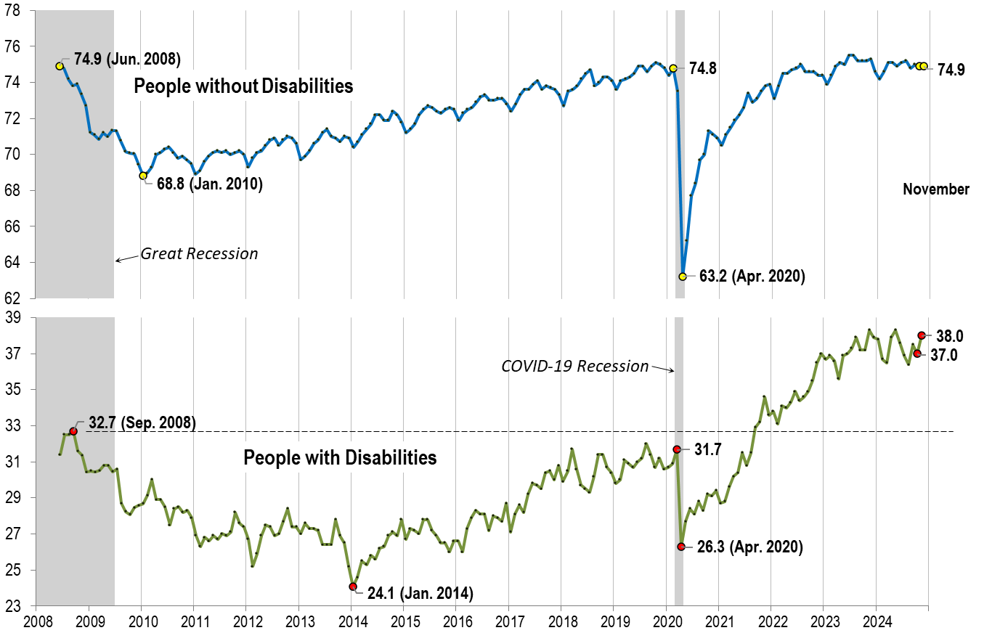 78
76
74.9 (Jun. 2008)
74.8
74.9
74
People without Disabilities
72
70
68.8 (Jan. 2010)
68
November
66
Great Recession
64
63.2 (Apr. 2020)
62
39
38.0
37
37.0
COVID-19 Recession
35
33
32.7 (Sep. 2008)
31.7
31
People with Disabilities
29
27
26.3 (Apr. 2020)
25
24.1 (Jan. 2014)
23
2008 2009 2010 2011 2012 2013 2014 2015 2016 2017 2018 2019 2020 2021 2022 2023 2024